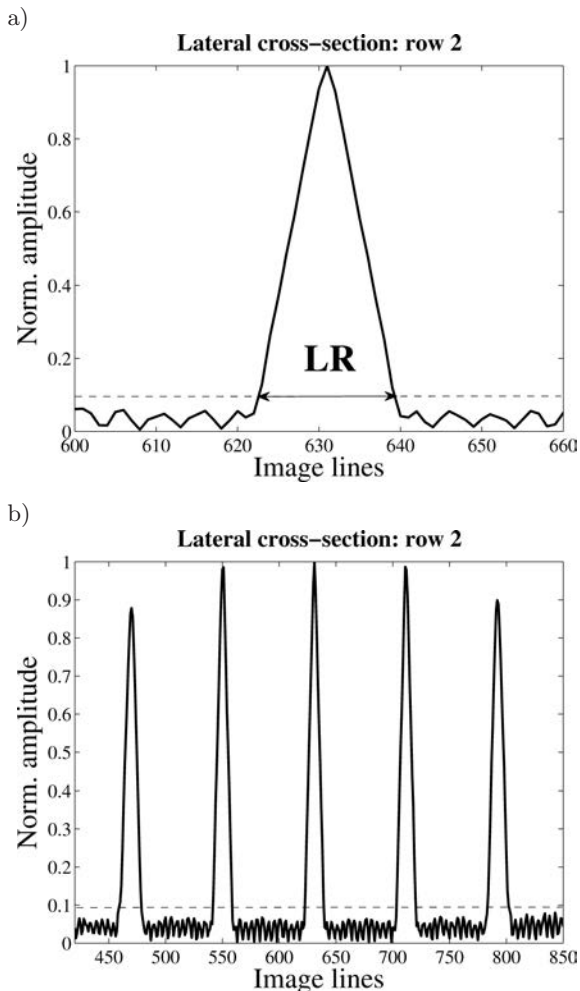 a)
Lateral cross-section: row 2
Norm. amplitude
1
0.8
0.6
0.4
0.2
0
LR
600 610 620 630 640 650 660
Image lines
b)
Lateral cross-section: row 2
Norm. amplitude
1
0.9
0.8
0.7
0.6
0.5
0.4
0.3
0.2
0.1
0
450 500 550 600 650 700 750 800 850
Image lines